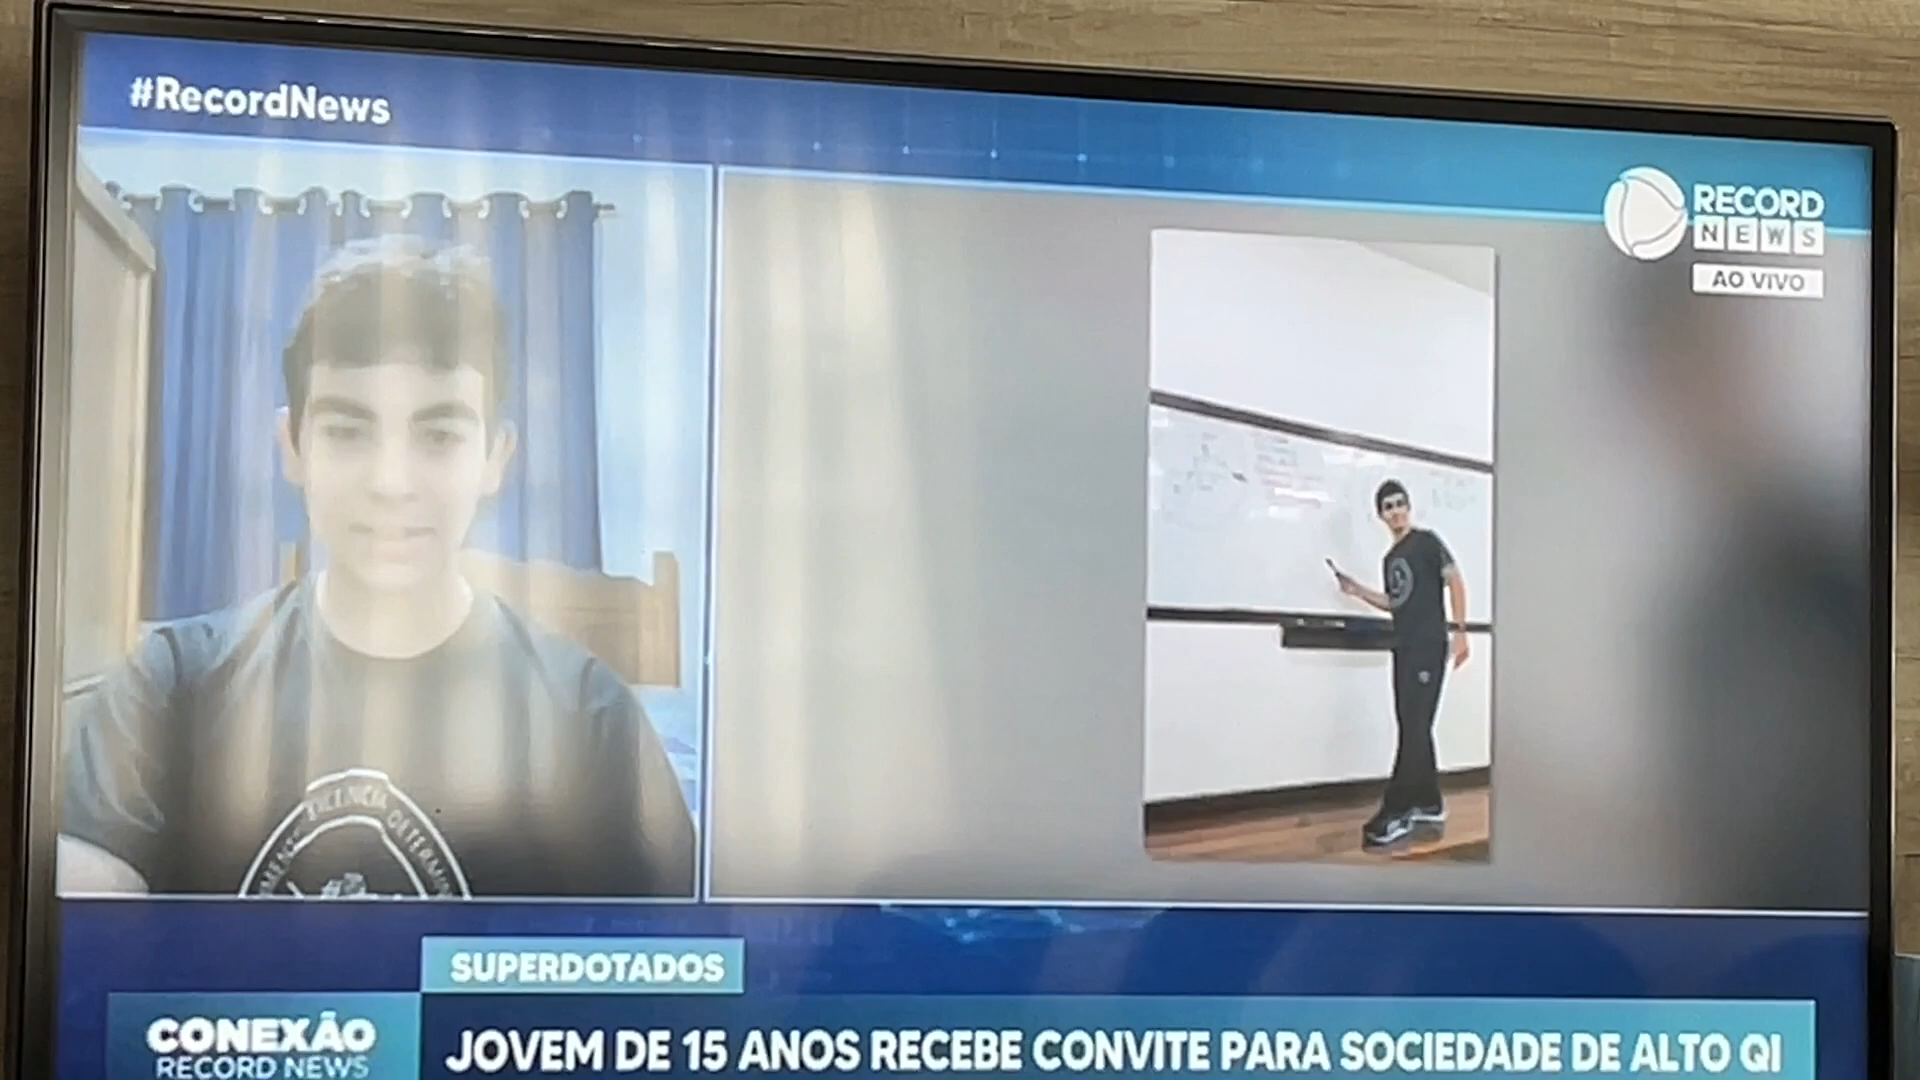 #RecordNews
RECORD
NEWS
AO VIVO
SUPERDOTADOS
CONEXÃO
RECORD NEWS
JOVEM DE 15 ANOS RECEBE CONVITE PARA SOCIEDADE DE ALTO QI